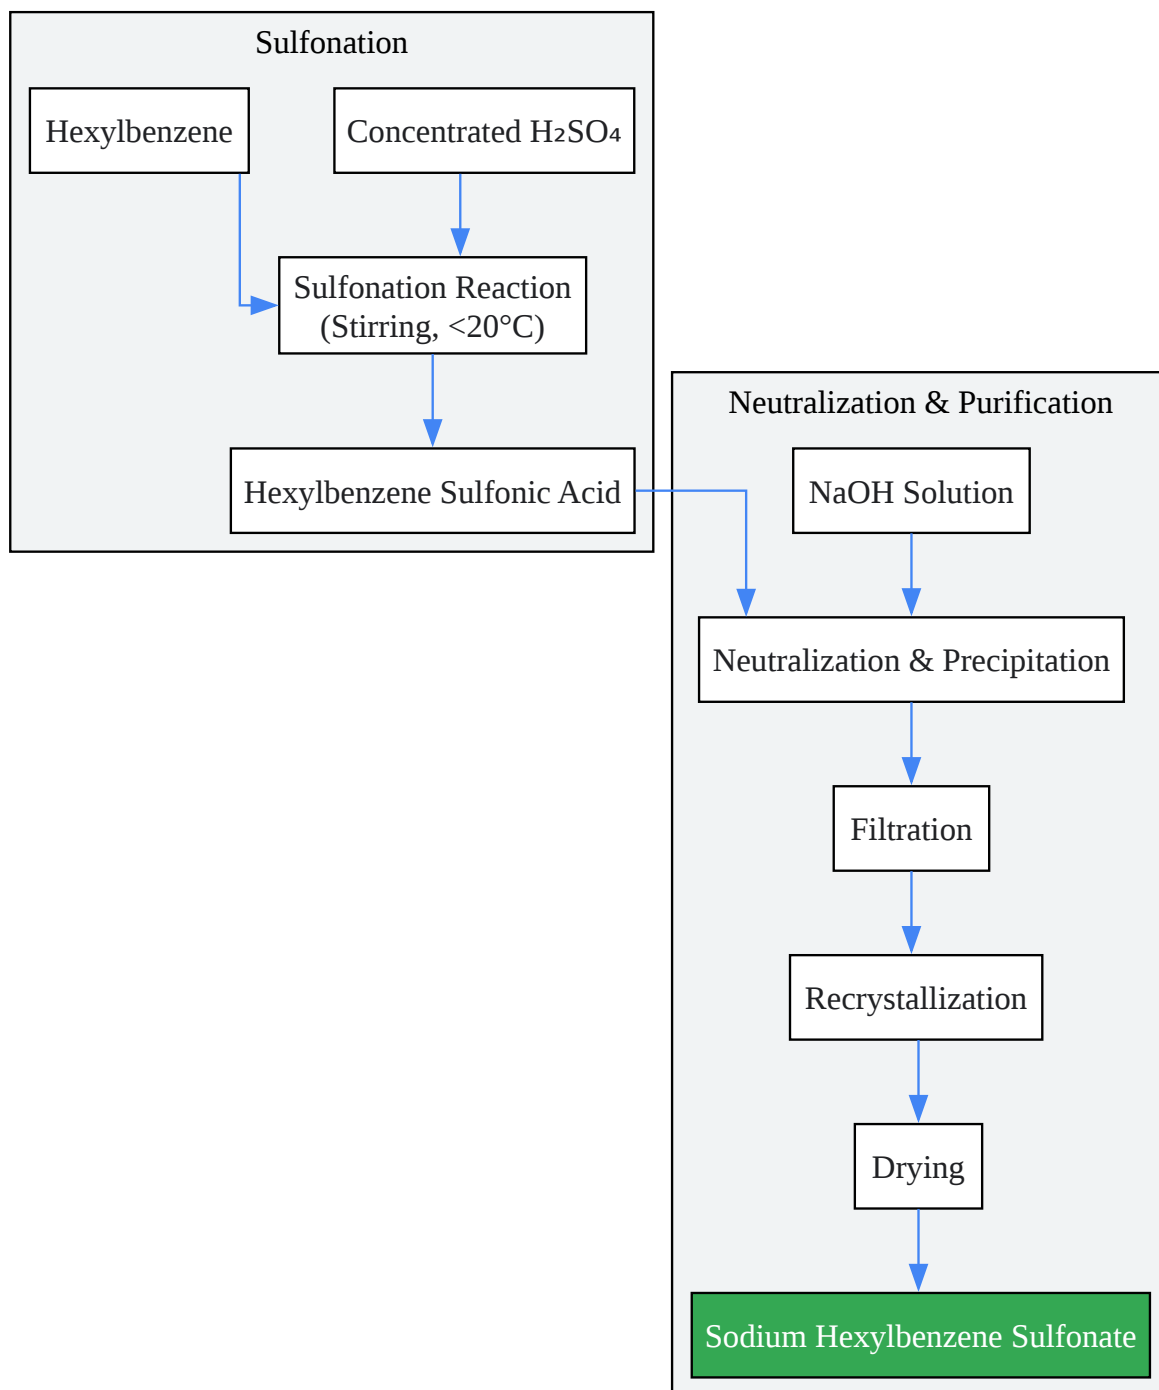 Sulfonation
Hexylbenzene
Concentrated H₂SO₄
Sulfonation Reaction
(Stirring, <20°C)
Hexylbenzene Sulfonic Acid
Neutralization & Purification
NaOH Solution
Neutralization & Precipitation
Filtration
Recrystallization
Drying
Sodium Hexylbenzene Sulfonate